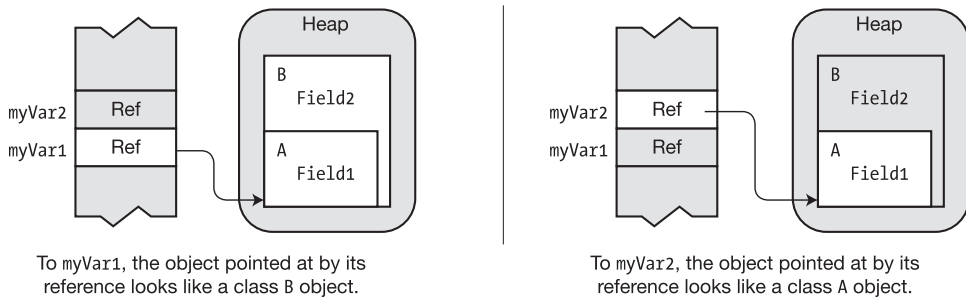 Heap
B
Field2
myVar2 Ref
myVar1 Ref
A
Field1
To myVar1, the object pointed at by its
reference looks like a class B object.
Heap
B
Field2
myVar2 Ref
myVar1 Ref
A
Field1
To myVar2, the object pointed at by its
reference looks like a class A object.